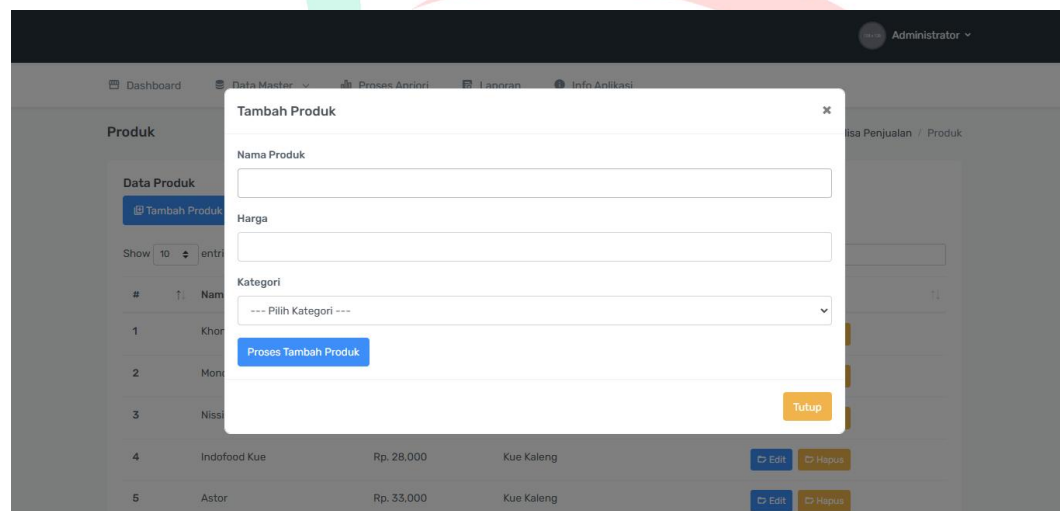 Administrator
Dashboard Data Master Proses Apriori Laporan Info Aplikasi
Tambah Produk ×
Produk
Penjualan / Produk
Nama Produk
Data Produk
Tambah Produk
Harga
Show 10
Kategori
#
--- Pilih Kategori ---
1
Proses Tambah Produk
2
3
Tutup
4 Indofood Kue Rp. 28,000 Kue Kaleng Edit Hapus
5 Astor Rp. 33,000 Kue Kaleng Edit Hapus